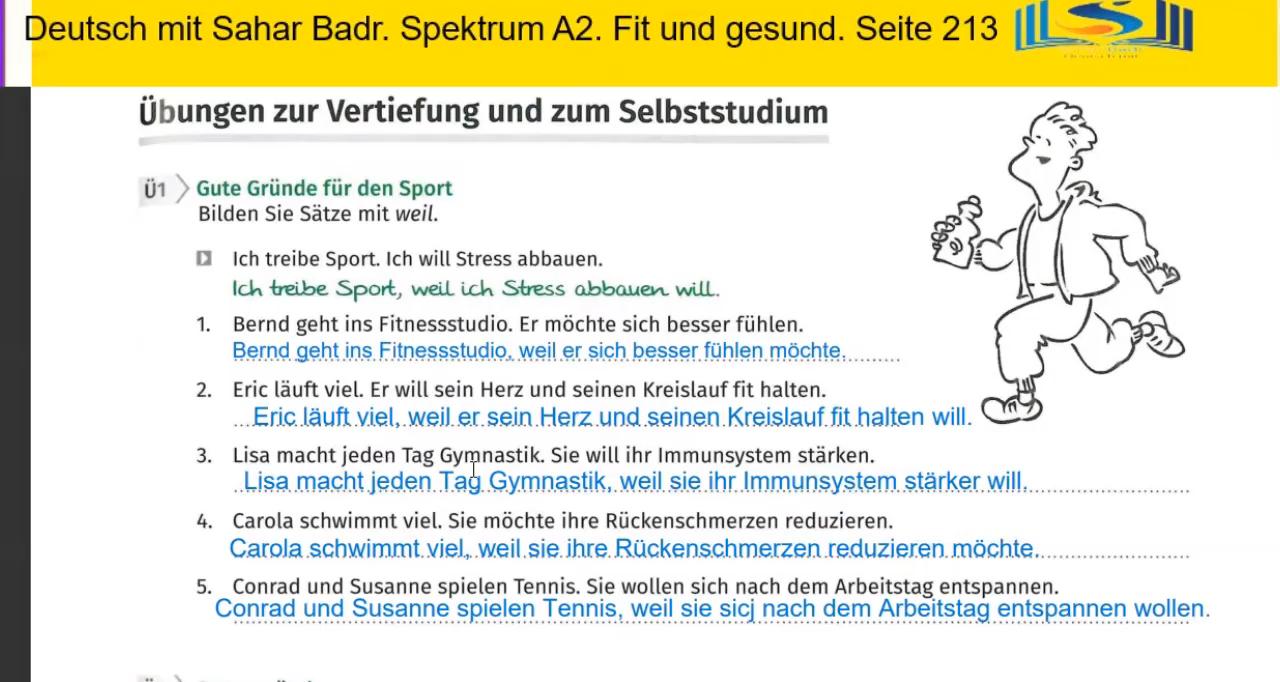 Deutsch mit Sahar Badr. Spektrum A2. Fit und gesund. Seite 213
Übungen zur Vertiefung und zum Selbststudium
Ü1 Gute Gründe für den Sport
Bilden Sie Sätze mit weil.
Ich treibe Sport. Ich will Stress abbauen.
Ich treibe Sport, weil ich Stress abbauen will.
1. Bernd geht ins Fitnessstudio. Er möchte sich besser fühlen.
Bernd geht ins Fitnessstudio, weil er sich besser fühlen möchte.
2. Eric läuft viel. Er will sein Herz und seinen Kreislauf fit halten.
Eric läuft viel, weil er sein Herz und seinen Kreislauf fit halten will.
3. Lisa macht jeden Tag Gymnastik. Sie will ihr Immunsystem stärken.
Lisa macht jeden Tag Gymnastik, weil sie ihr Immunsystem stärker will.
4. Carola schwimmt viel. Sie möchte ihre Rückenschmerzen reduzieren.
Carola schwimmt viel, weil sie ihre Rückenschmerzen reduzieren möchte.
5. Conrad und Susanne spielen Tennis. Sie wollen sich nach dem Arbeitstag entspannen.
Conrad und Susanne spielen Tennis, weil sie sicj nach dem Arbeitstag entspannen wollen.